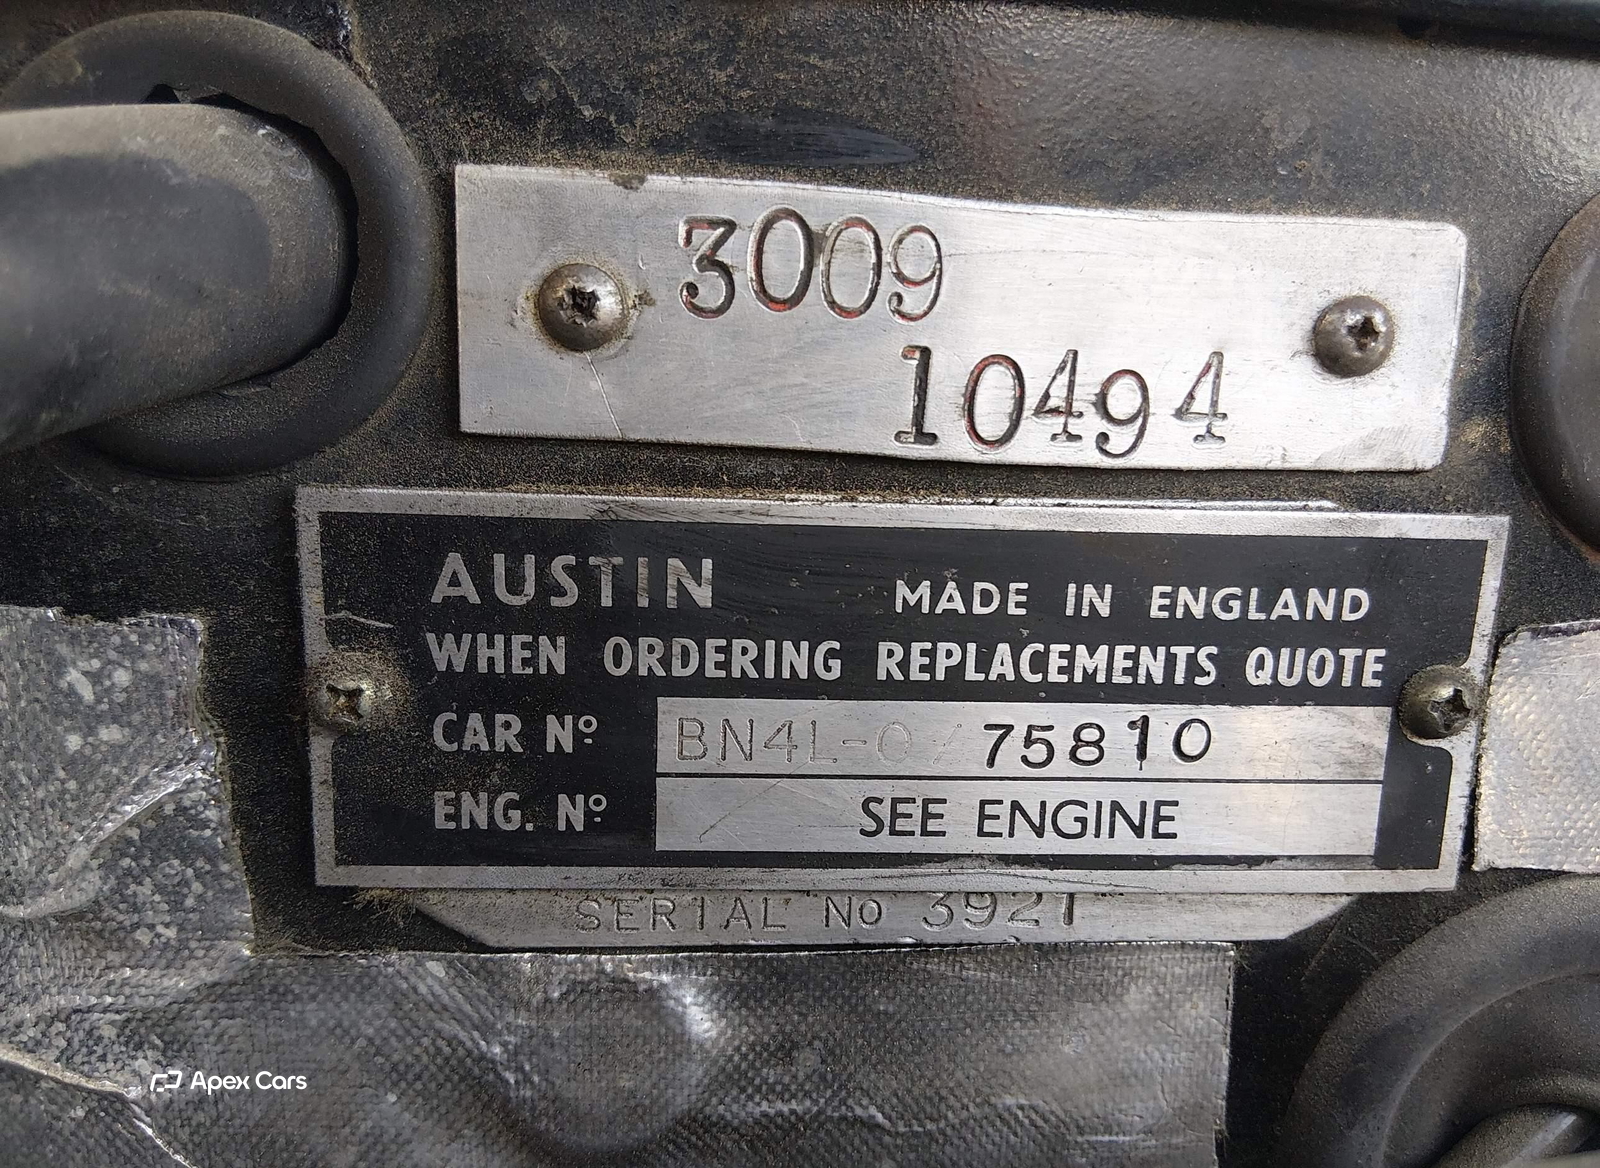 3009
10494
AUSTIN MADE IN ENGLAND
WHEN ORDERING REPLACEMENTS QUOTE
CAR Nº BN4L-O/75810
ENG. Nº SEE ENGINE
SERIAL No 3921
Apex Cars